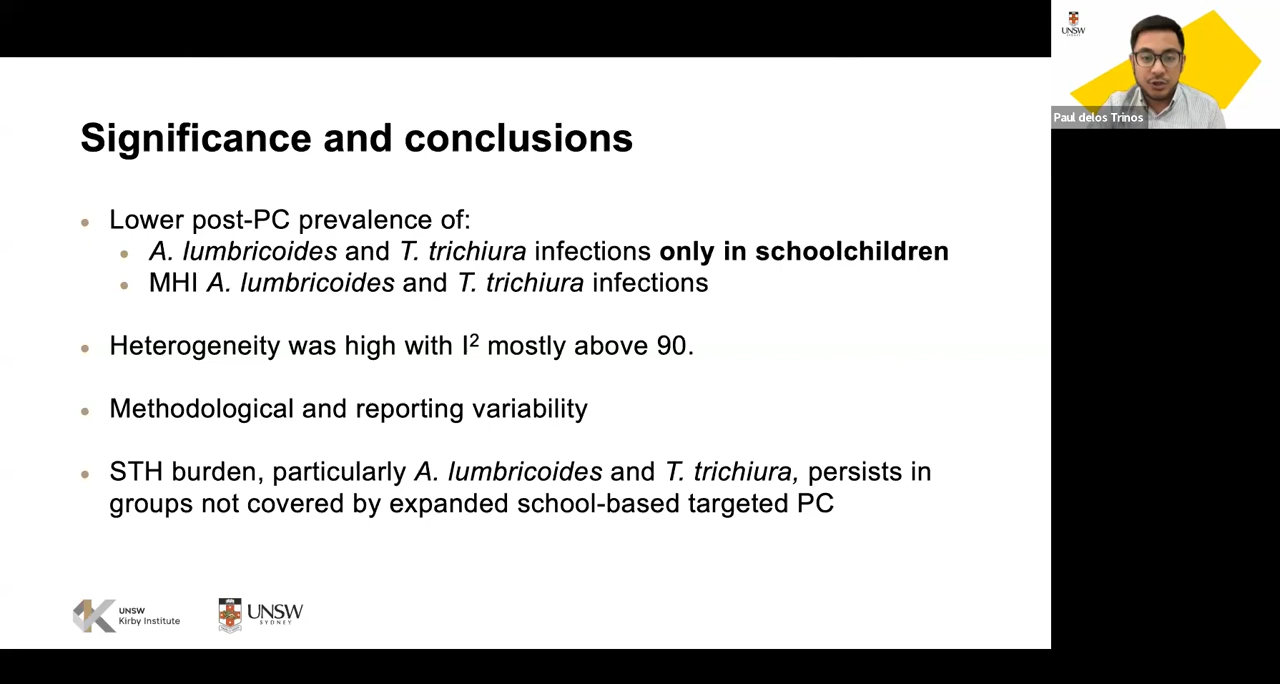 Significance and conclusions
• Lower post-PC prevalence of:
• A. lumbricoides and T. trichiura infections only in schoolchildren
• MHI A. lumbricoides and T. trichiura infections
• Heterogeneity was high with I² mostly above 90.
• Methodological and reporting variability
• STH burden, particularly A. lumbricoides and T. trichiura, persists in
groups not covered by expanded school-based targeted PC
UNSW
Kirby Institute
UNSW
SYDNEY
UNSW
SYDNEY
Paul delos Trinos